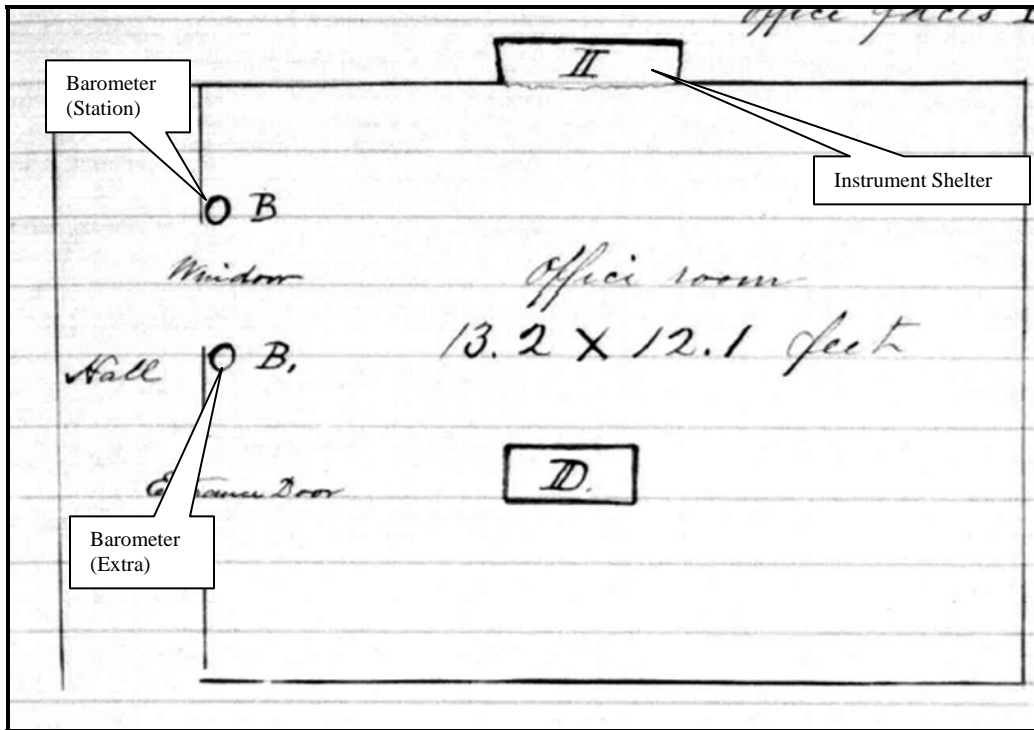 office faces
II
Barometer
(Station)
Instrument Shelter
B
Window
Office room
13.2 X 12.1 feet
Hall
B,
Entrance Door
D.
Barometer
(Extra)